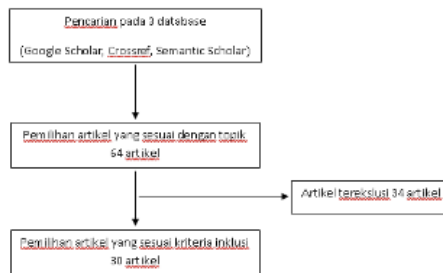 Pencarian pada 3 database
(Google Scholar, Crossref, Semantic Scholar)
Pemilihan artikel yang sesuai dengan topik
64 artikel
Artikel terekslusi 34 artikel
Pemilihan artikel yang sesuai kriteria inklusi
30 artikel